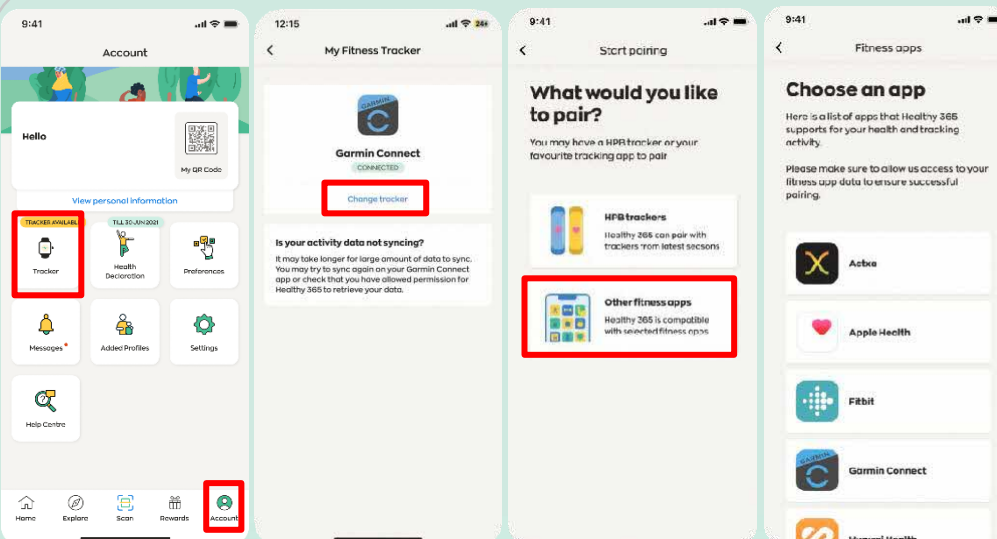 9:41
Account
Hello
My QR Code
View personal information
TRACKER AVAILABLE
TILL 30 JUN 2021
Tracker
Health
Declaration
Preferences
Messages
Added Profiles
Settings
Help Centre
Home
Explore
Scan
Rewards
Account
12:15
24+
My Fitness Tracker
GARMIN
Garmin Connect
CONNECTED
Change tracker
Is your activity data not syncing?
It may take longer for large amount of data to sync.
You may try to sync again on your Garmin Connect
app or check that you have allowed permission for
Healthy 365 to retrieve your data.
9:41
Start pairing
What would you like
to pair?
You may have a HPB tracker or your
favourite tracking app to pair
HPB trackers
Healthy 365 can pair with
trackers from latest seasons
Other fitness apps
Healthy 365 is compatible
with selected fitness apps
9:41
Fitness apps
Choose an app
Here is a list of apps that Healthy 365
supports for your health and tracking
activity.
Please make sure to allow us access to your
fitness app data to ensure successful
pairing.
Actxa
Apple Health
Fitbit
GARMIN
Garmin Connect
Health